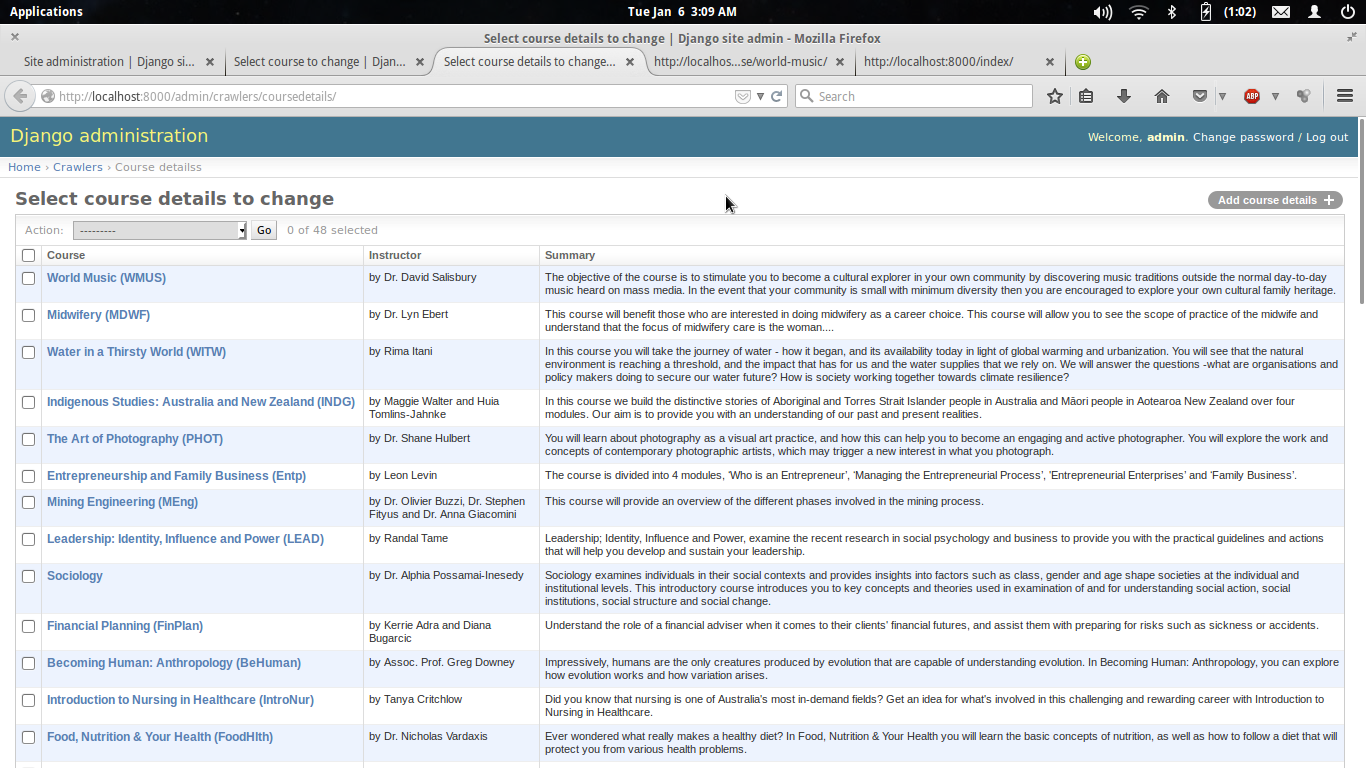 Applications
Tue Jan 6 3:09 AM
(1:02)
Select course details to change | Django site admin - Mozilla Firefox
Site administration | Django si...
Select course to change | Djan...
Select course details to change...
http://localhos...se/world-music/
http://localhost:8000/index/
http://localhost:8000/admin/crawlers/coursedetails/
Search
ABP
Django administration
Welcome, admin. Change password / Log out
Home › Crawlers › Course detailss
Select course details to change
Add course details +
Action: --------- Go 0 of 48 selected
Course Instructor Summary
World Music (WMUS)
by Dr. David Salisbury
The objective of the course is to stimulate you to become a cultural explorer in your own community by discovering music traditions outside the normal day-to-day
music heard on mass media. In the event that your community is small with minimum diversity then you are encouraged to explore your own cultural family heritage.
Midwifery (MDWF)
by Dr. Lyn Ebert
This course will benefit those who are interested in doing midwifery as a career choice. This course will allow you to see the scope of practice of the midwife and
understand that the focus of midwifery care is the woman....
Water in a Thirsty World (WITW)
by Rima Itani
In this course you will take the journey of water - how it began, and its availability today in light of global warming and urbanization. You will see that the natural
environment is reaching a threshold, and the impact that has for us and the water supplies that we rely on. We will answer the questions -what are organisations and
policy makers doing to secure our water future? How is society working together towards climate resilience?
Indigenous Studies: Australia and New Zealand (INDG)
by Maggie Walter and Huia
Tomlins-Jahnke
In this course we build the distinctive stories of Aboriginal and Torres Strait Islander people in Australia and Māori people in Aotearoa New Zealand over four
modules. Our aim is to provide you with an understanding of our past and present realities.
The Art of Photography (PHOT)
by Dr. Shane Hulbert
You will learn about photography as a visual art practice, and how this can help you to become an engaging and active photographer. You will explore the work and
concepts of contemporary photographic artists, which may trigger a new interest in what you photograph.
Entrepreneurship and Family Business (Entp)
by Leon Levin
The course is divided into 4 modules, ‘Who is an Entrepreneur’, ‘Managing the Entrepreneurial Process’, ‘Entrepreneurial Enterprises’ and ‘Family Business’.
Mining Engineering (MEng)
by Dr. Olivier Buzzi, Dr. Stephen
Fityus and Dr. Anna Giacomini
This course will provide an overview of the different phases involved in the mining process.
Leadership: Identity, Influence and Power (LEAD)
by Randal Tame
Leadership; Identity, Influence and Power, examine the recent research in social psychology and business to provide you with the practical guidelines and actions
that will help you develop and sustain your leadership.
Sociology
by Dr. Alphia Possamai-Inesedy
Sociology examines individuals in their social contexts and provides insights into factors such as class, gender and age shape societies at the individual and
institutional levels. This introductory course introduces you to key concepts and theories used in examination of and for understanding social action, social
institutions, social structure and social change.
Financial Planning (FinPlan)
by Kerrie Adra and Diana
Bugarcic
Understand the role of a financial adviser when it comes to their clients' financial futures, and assist them with preparing for risks such as sickness or accidents.
Becoming Human: Anthropology (BeHuman)
by Assoc. Prof. Greg Downey
Impressively, humans are the only creatures produced by evolution that are capable of understanding evolution. In Becoming Human: Anthropology, you can explore
how evolution works and how variation arises.
Introduction to Nursing in Healthcare (IntroNur)
by Tanya Critchlow
Did you know that nursing is one of Australia's most in-demand fields? Get an idea for what's involved in this challenging and rewarding career with Introduction to
Nursing in Healthcare.
Food, Nutrition & Your Health (FoodHlth)
by Dr. Nicholas Vardaxis
Ever wondered what really makes a healthy diet? In Food, Nutrition & Your Health you will learn the basic concepts of nutrition, as well as how to follow a diet that will
protect you from various health problems.